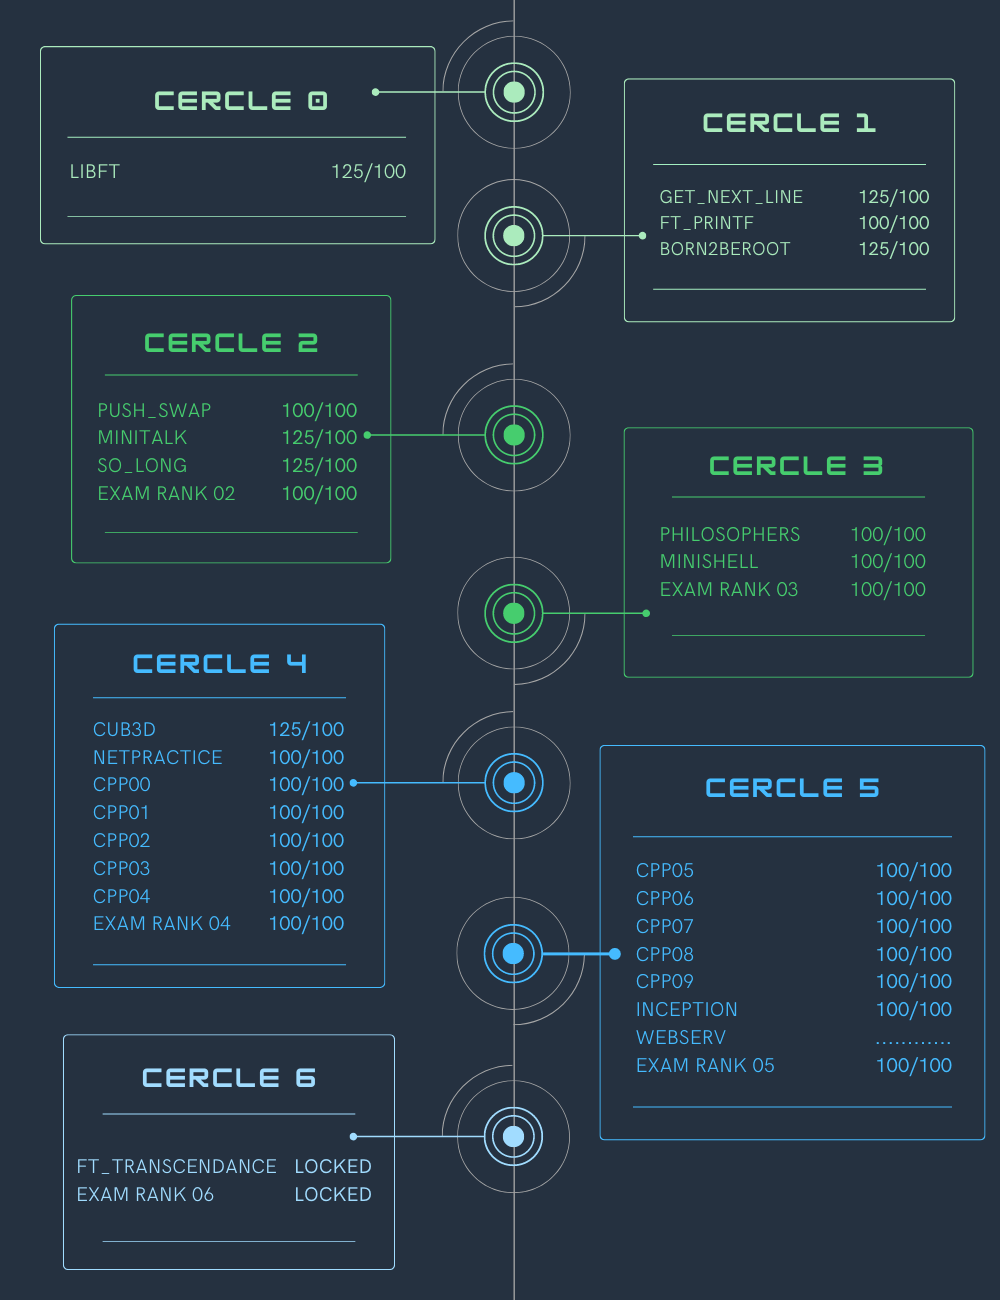 CERCLE 0
LIBFT 125/100
CERCLE 1
GET_NEXT_LINE 125/100
FT_PRINTF 100/100
BORN2BEROOT 125/100
CERCLE 2
PUSH_SWAP 100/100
MINITALK 125/100
SO_LONG 125/100
EXAM RANK 02 100/100
CERCLE 3
PHILOSOPHERS 100/100
MINISHELL 100/100
EXAM RANK 03 100/100
CERCLE 4
CUB3D 125/100
NETPRACTICE 100/100
CPP00 100/100
CPP01 100/100
CPP02 100/100
CPP03 100/100
CPP04 100/100
EXAM RANK 04 100/100
CERCLE 5
CPP05 100/100
CPP06 100/100
CPP07 100/100
CPP08 100/100
CPP09 100/100
INCEPTION 100/100
WEBSERV ............
EXAM RANK 05 100/100
CERCLE 6
FT_TRANSCENDANCE LOCKED
EXAM RANK 06 LOCKED